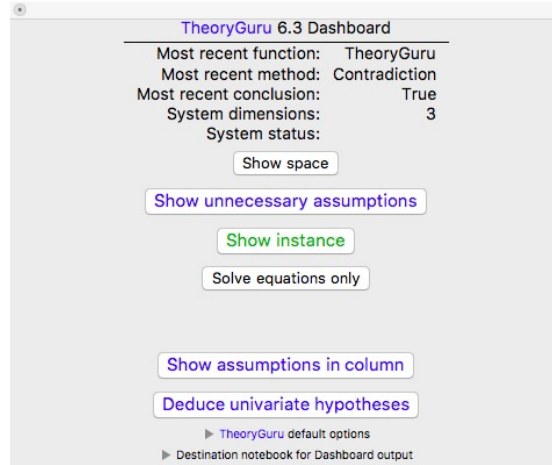 TheoryGuru 6.3 Dashboard
Most recent function: TheoryGuru
Most recent method: Contradiction
Most recent conclusion: True
System dimensions: 3
System status:
Show space
Show unnecessary assumptions
Show instance
Solve equations only
Show assumptions in column
Deduce univariate hypotheses
TheoryGuru default options
Destination notebook for Dashboard output